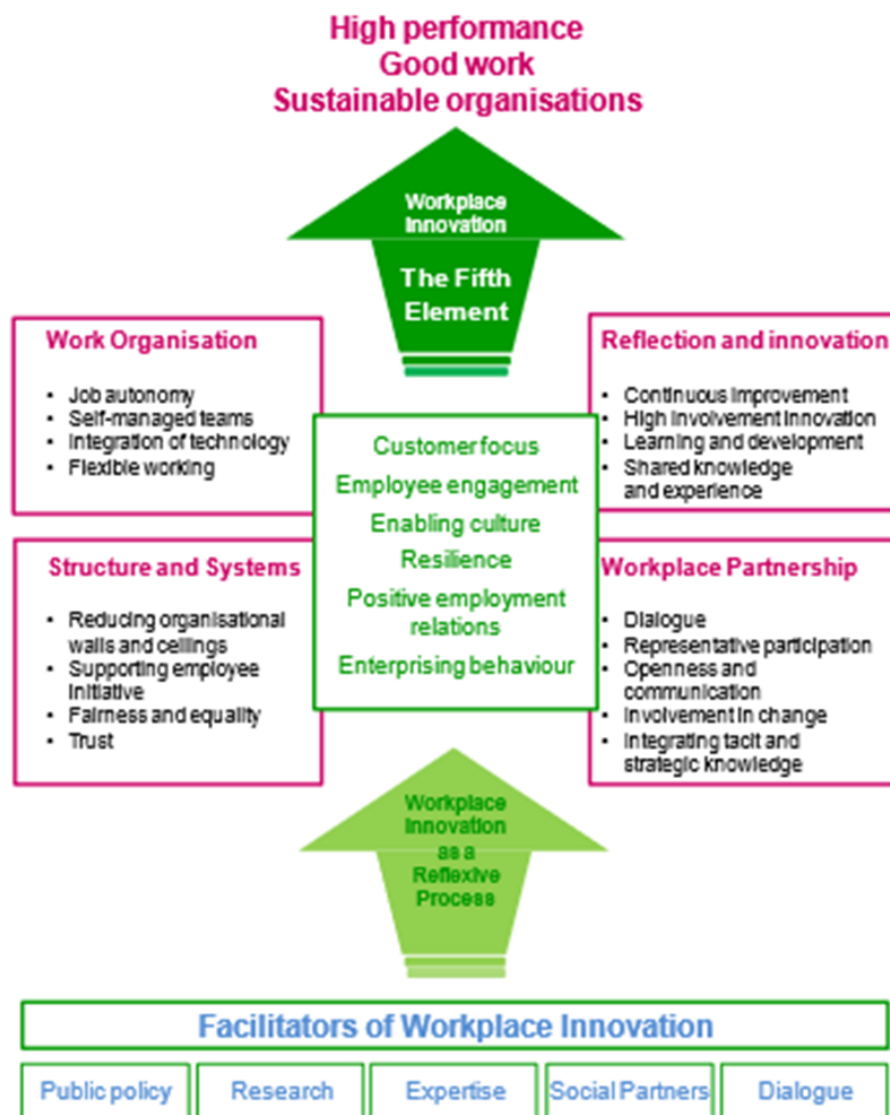 High performance
Good work
Sustainable organisations
Workplace
Innovation
The Fifth
Element
Work Organisation
• Job autonomy
• Self-managed teams
• Integration of technology
• Flexible working
Reflection and innovation
• Continuous improvement
• High involvement innovation
• Learning and development
• Shared knowledge
and experience
Customer focus
Employee engagement
Enabling culture
Resilience
Positive employment
relations
Enterprising behaviour
Structure and Systems
• Reducing organisational
walls and ceilings
• Supporting employee
initiative
• Fairness and equality
• Trust
Workplace Partnership
• Dialogue
• Representative participation
• Openness and
communication
• Involvement in change
• Integrating tacit and
strategic knowledge
Workplace
Innovation
as a
Reflexive
Process
Facilitators of Workplace Innovation
Public policy
Research
Expertise
Social Partners
Dialogue